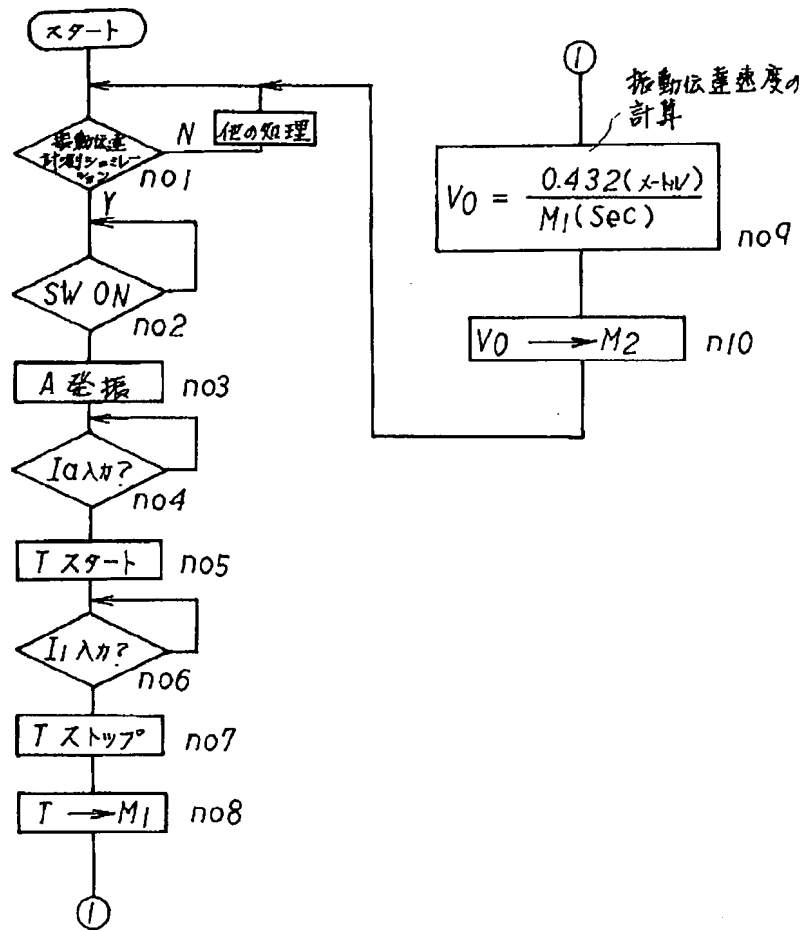 スタート
振動伝達
計測シュミレー
ション
N
他の処理
no1
Y
SW ON
no2
A 発振
no3
Ia入力?
no4
T スタート
no5
I1入力?
no6
T ストップ
no7
T → M1
no8
1
1
振動伝達速度の
計算
V0 = 0.432(メートル)
M1(Sec)
no9
V0 → M2
n10